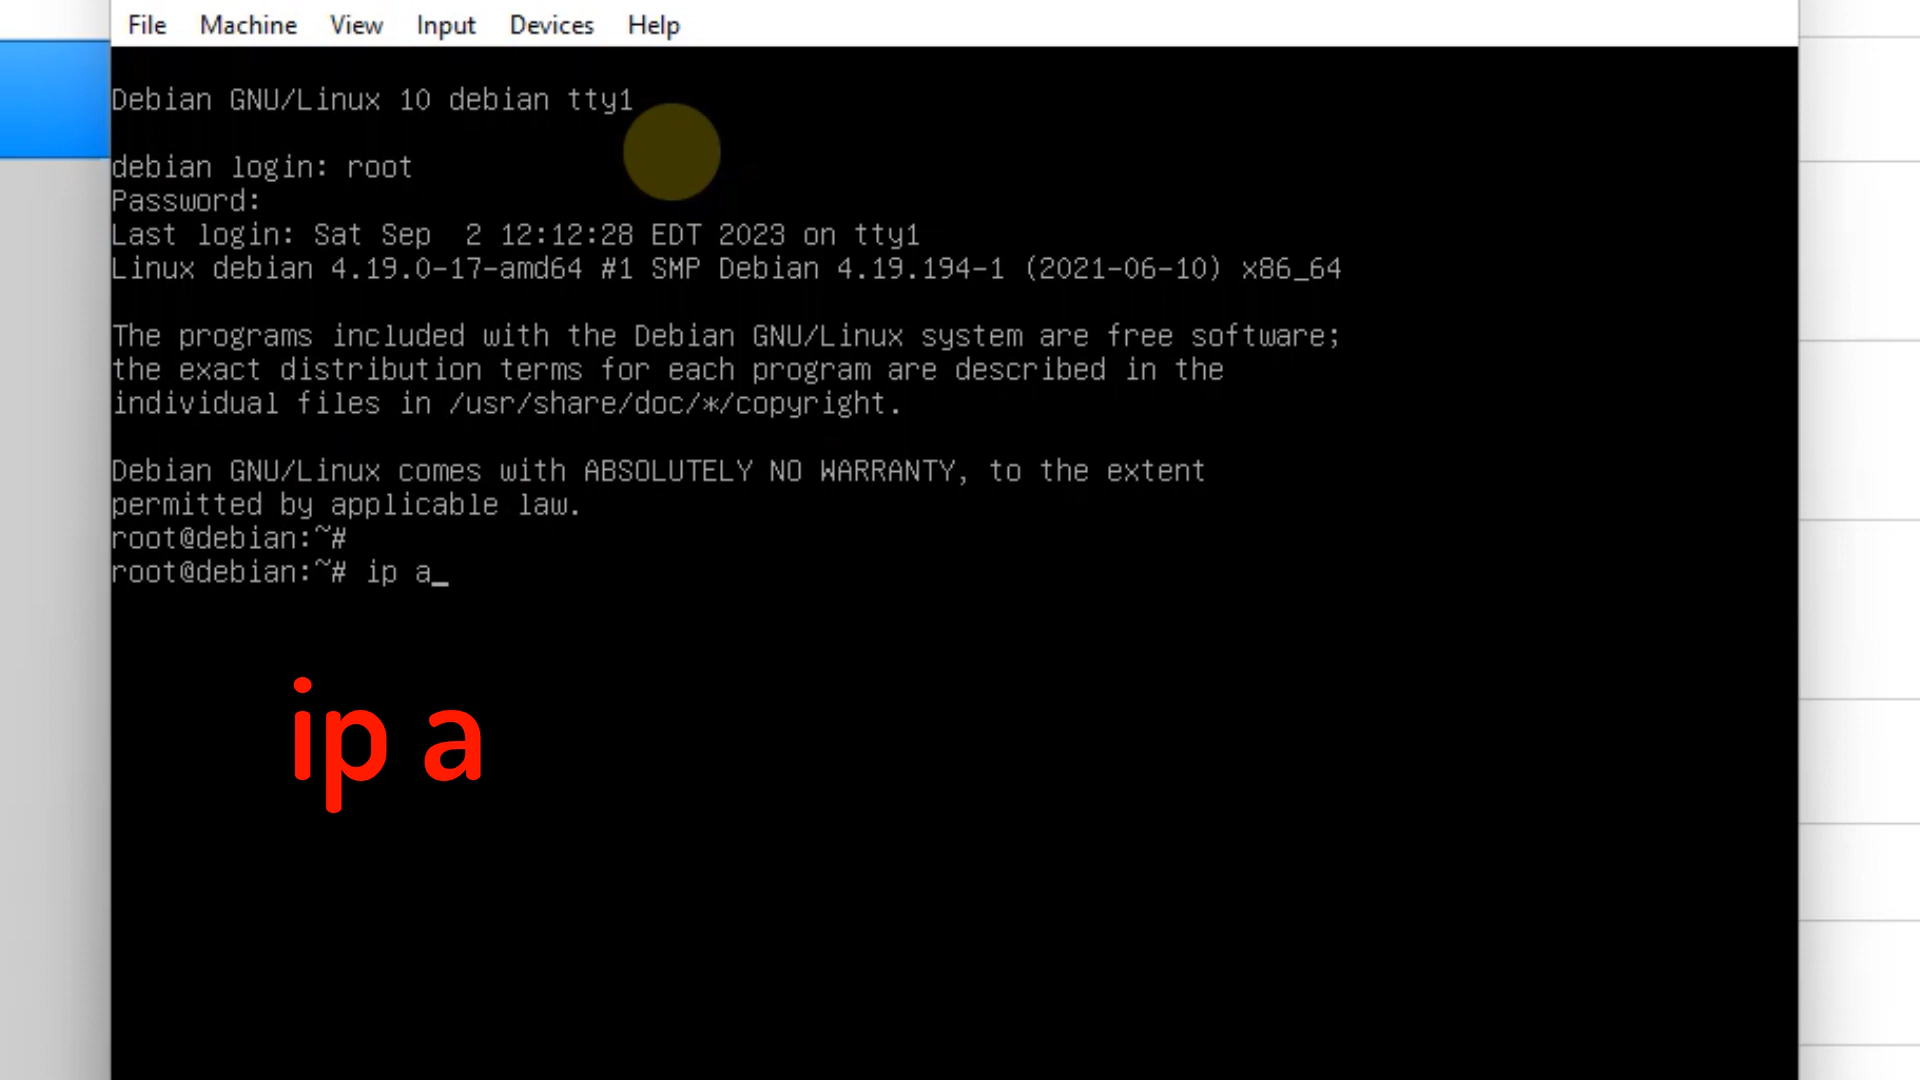 File Machine View Input Devices Help
Debian GNU/Linux 10 debian tty1
debian login: root
Password:
Last login: Sat Sep  2 12:12:28 EDT 2023 on tty1
Linux debian 4.19.0-17-amd64 #1 SMP Debian 4.19.194-1 (2021-06-10) x86_64
The programs included with the Debian GNU/Linux system are free software;
the exact distribution terms for each program are described in the
individual files in /usr/share/doc/*/copyright.
Debian GNU/Linux comes with ABSOLUTELY NO WARRANTY, to the extent
permitted by applicable law.
root@debian:~#
root@debian:~# ip a_
ip a